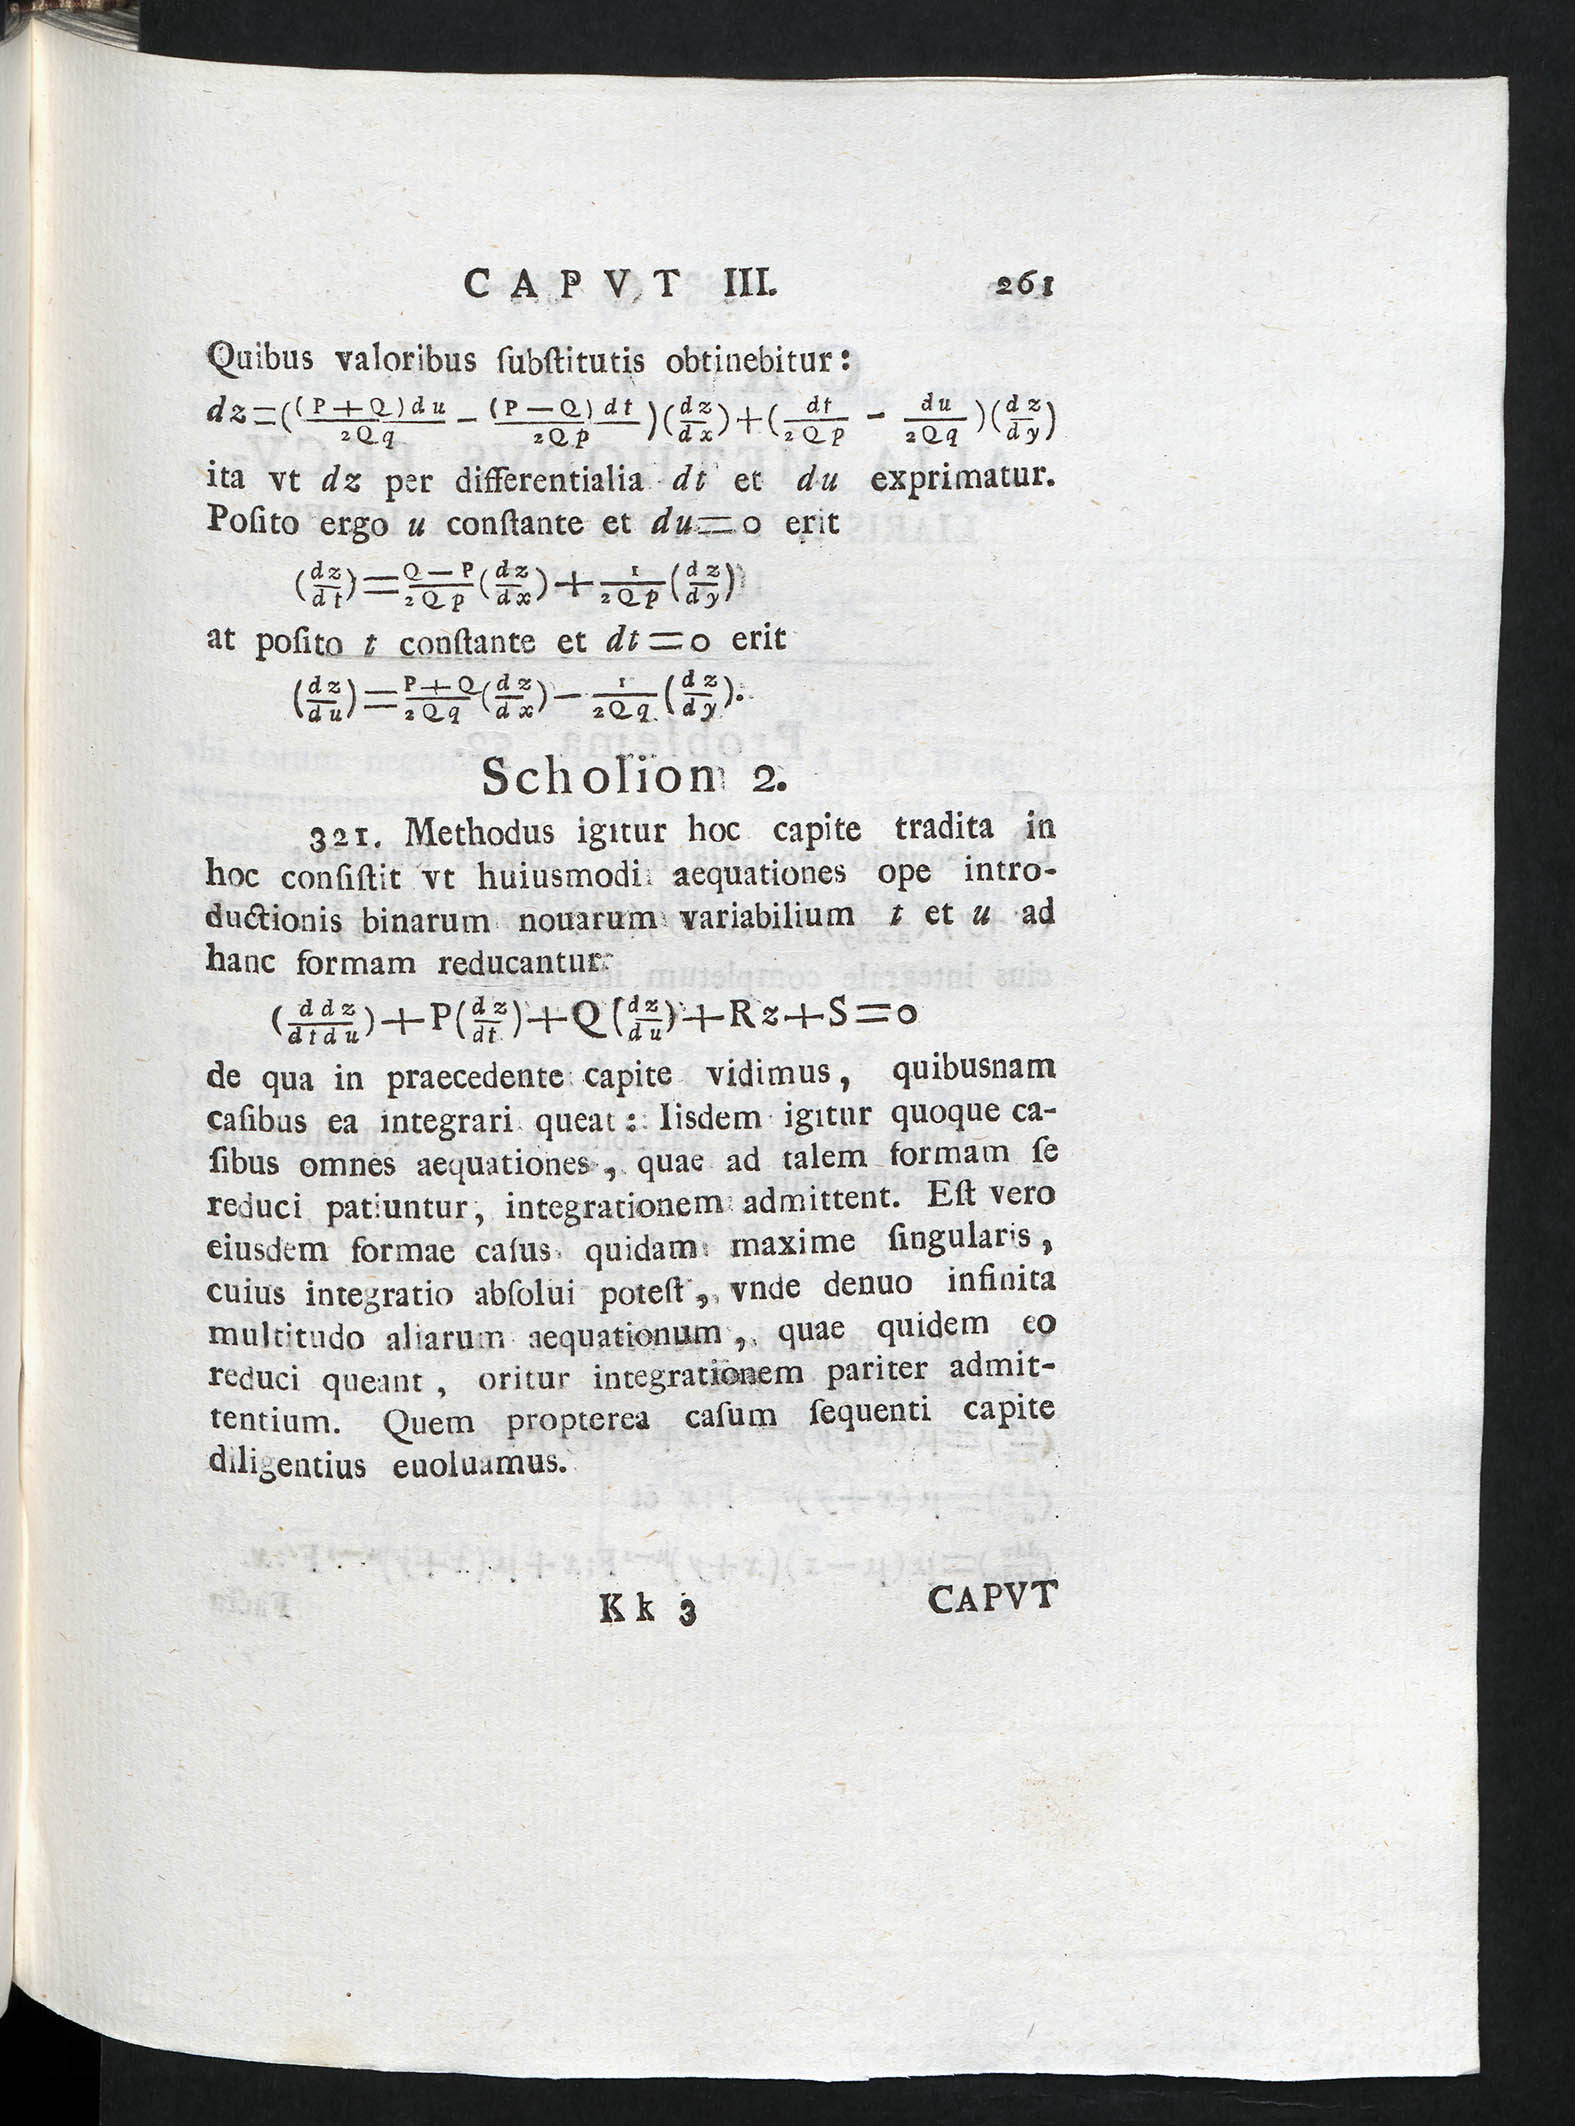 CAPVT III. 261
Quibus valoribus ſubſtitutis obtinebitur:
dz=((P+Q)du/2Qq - (P-Q)dt/2Qp)(dz/dx)+(dt/2Qp - du/2Qq)(dz/dy)
ita vt dz per differentialia dt et du exprimatur.
Poſito ergo u conſtante et du=0 erit
(dz/dt)=Q-P/2Qp(dz/dx)+1/2Qp(dz/dy)
at poſito t conſtante et dt=0 erit
(dz/du)=P+Q/2Qq(dz/dx)-1/2Qq(dz/dy).
Scholion 2.
321. Methodus igitur hoc capite tradita in
hoc conſiſtit vt huiusmodi aequationes ope intro-
ductionis binarum nouarum variabilium t et u ad
hanc formam reducantur:
(ddz/dtdu)+P(dz/dt)+Q(dz/du)+Rz+S=0
de qua in praecedente capite vidimus, quibusnam
caſibus ea integrari queat: Iisdem igitur quoque ca-
ſibus omnes aequationes, quae ad talem formam ſe
reduci patiuntur, integrationem admittent. Eſt vero
eiusdem formae caſus quidam maxime ſingularis,
cuius integratio abſolui poteſt, vnde denuo infinita
multitudo aliarum aequationum, quae quidem eo
reduci queant, oritur integrationem pariter admit-
tentium. Quem propterea caſum ſequenti capite
diligentius euoluamus.
Kk 3 CAPVT